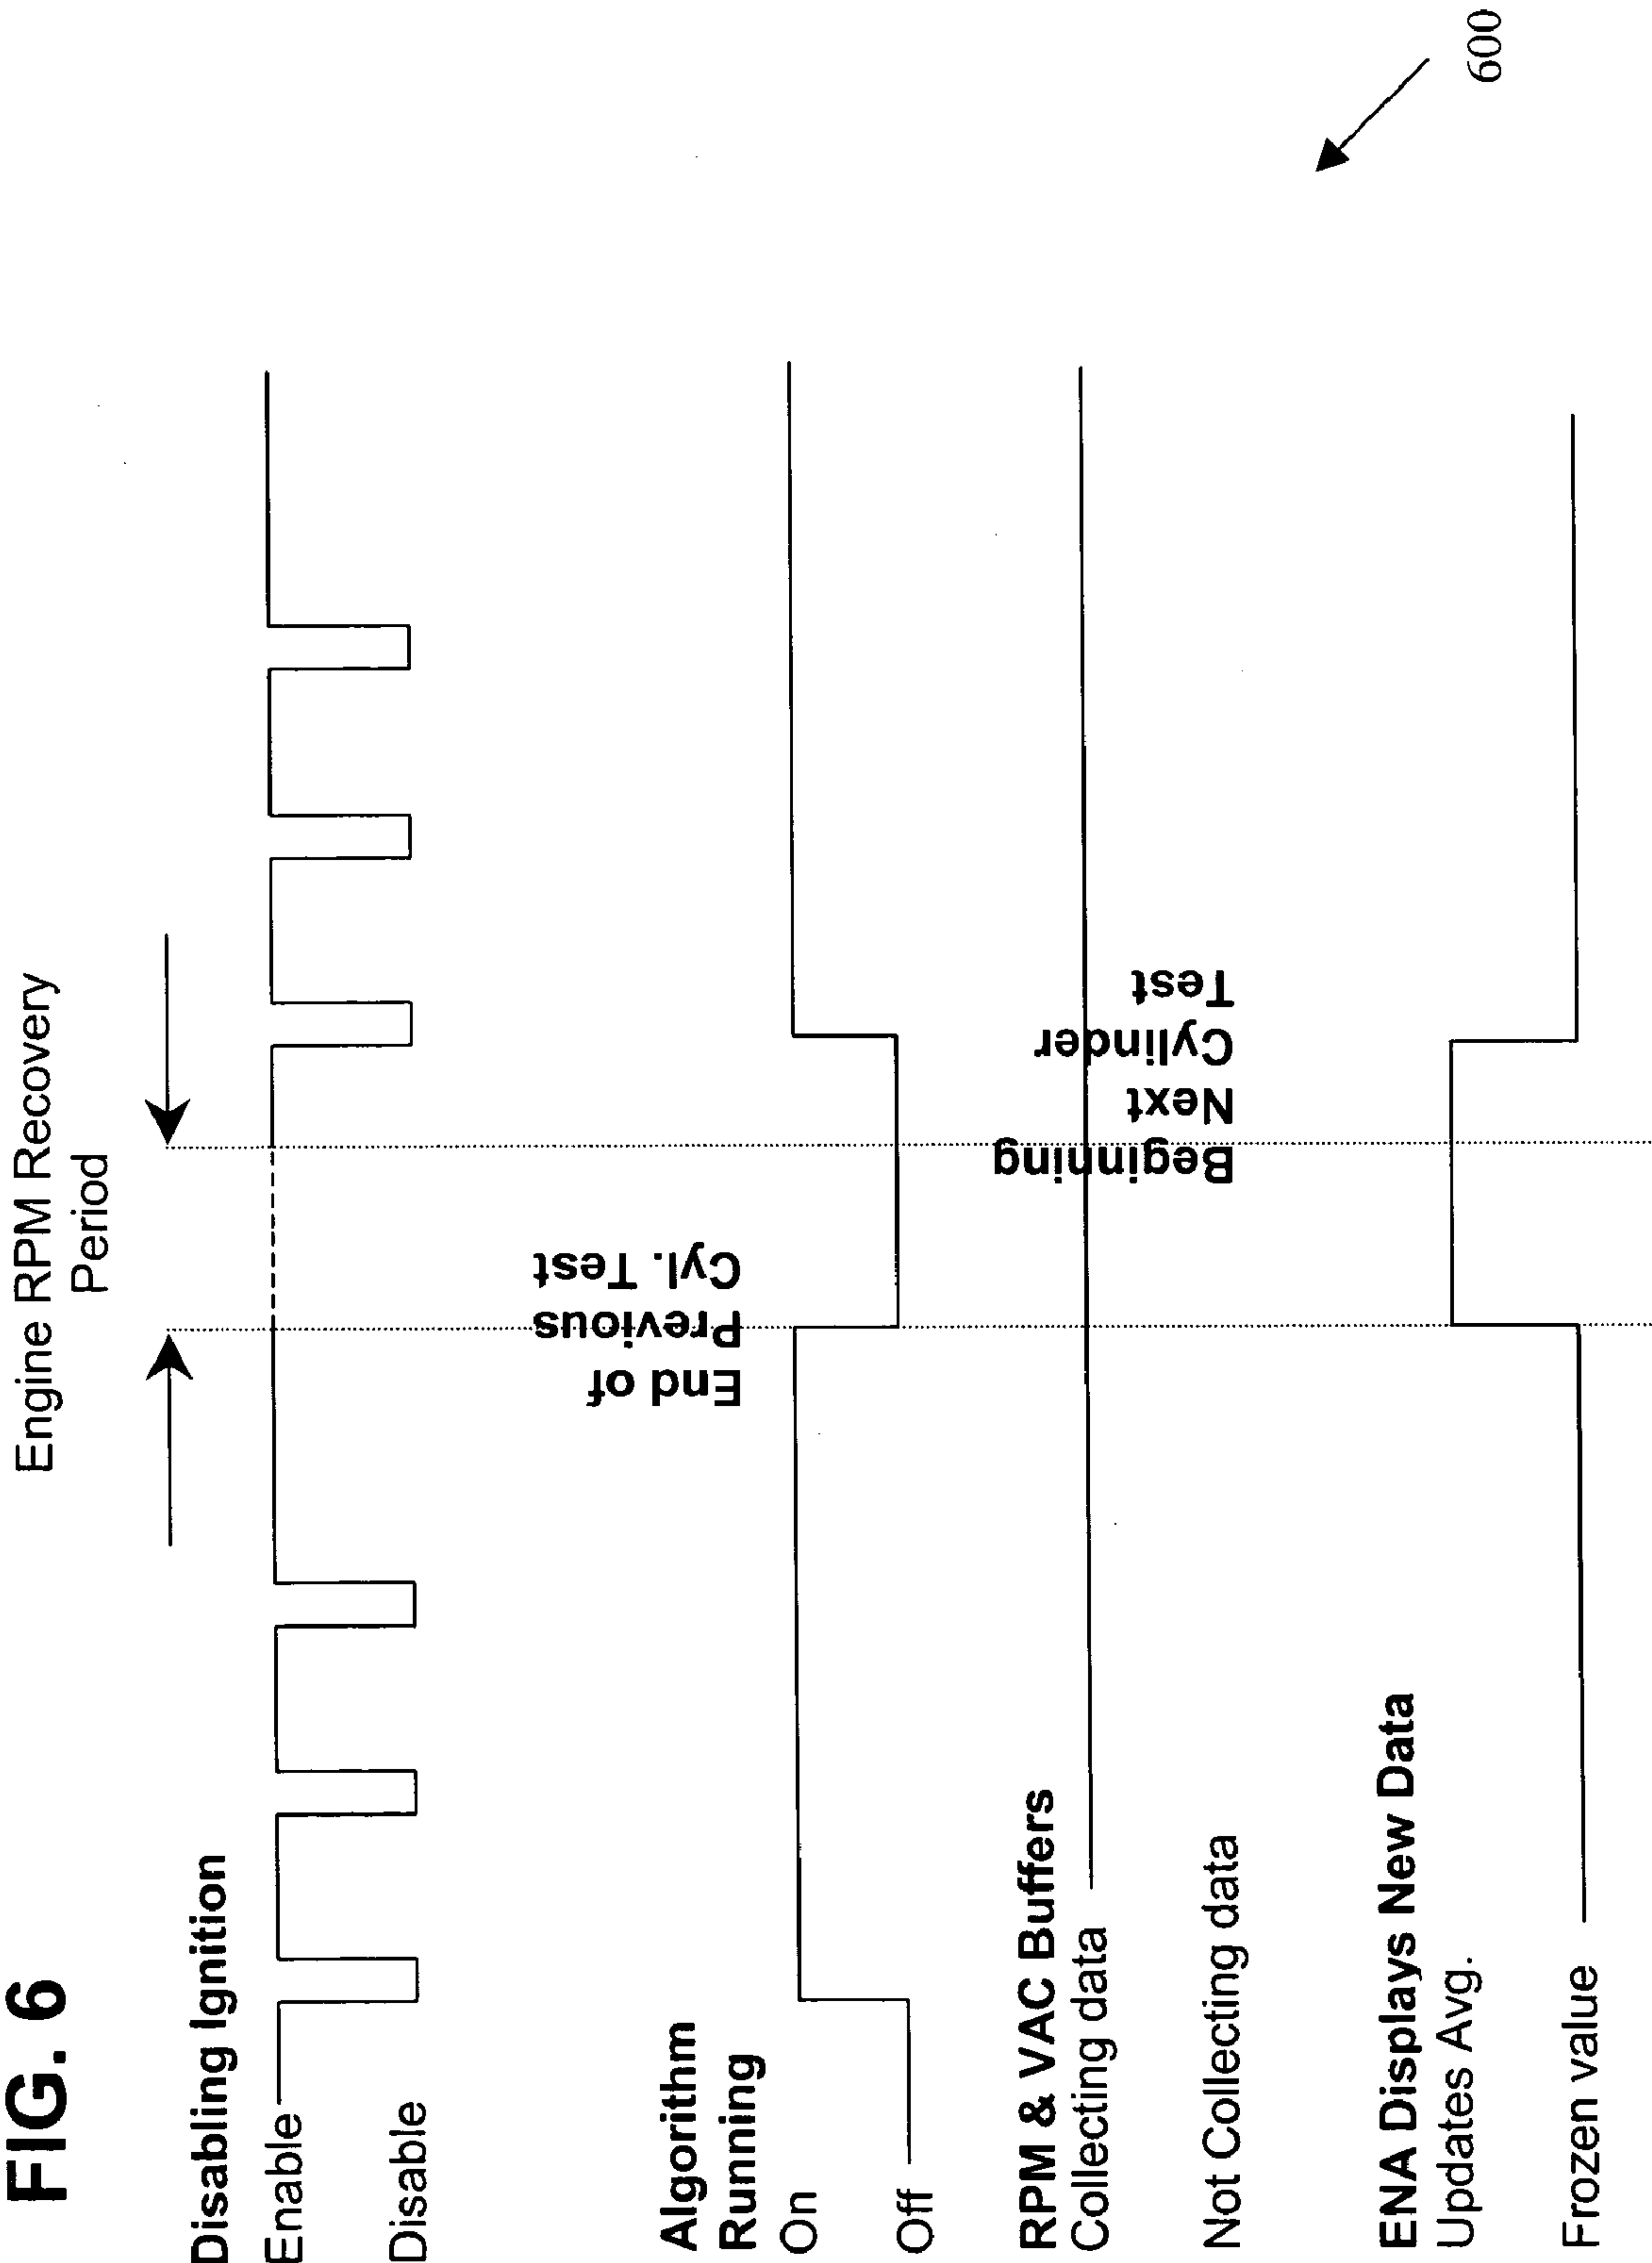 FIG. 6
Engine RPM Recovery
Period
Disabling Ignition
Enable
Disable
End of
Previous
Cyl. Test
Algorithm
Running
On
Off
Beginning
Next
Cylinder
Test
RPM & VAC Buffers
Collecting data
Not Collecting data
ENA Displays New Data
Updates Avg.
Frozen value
600